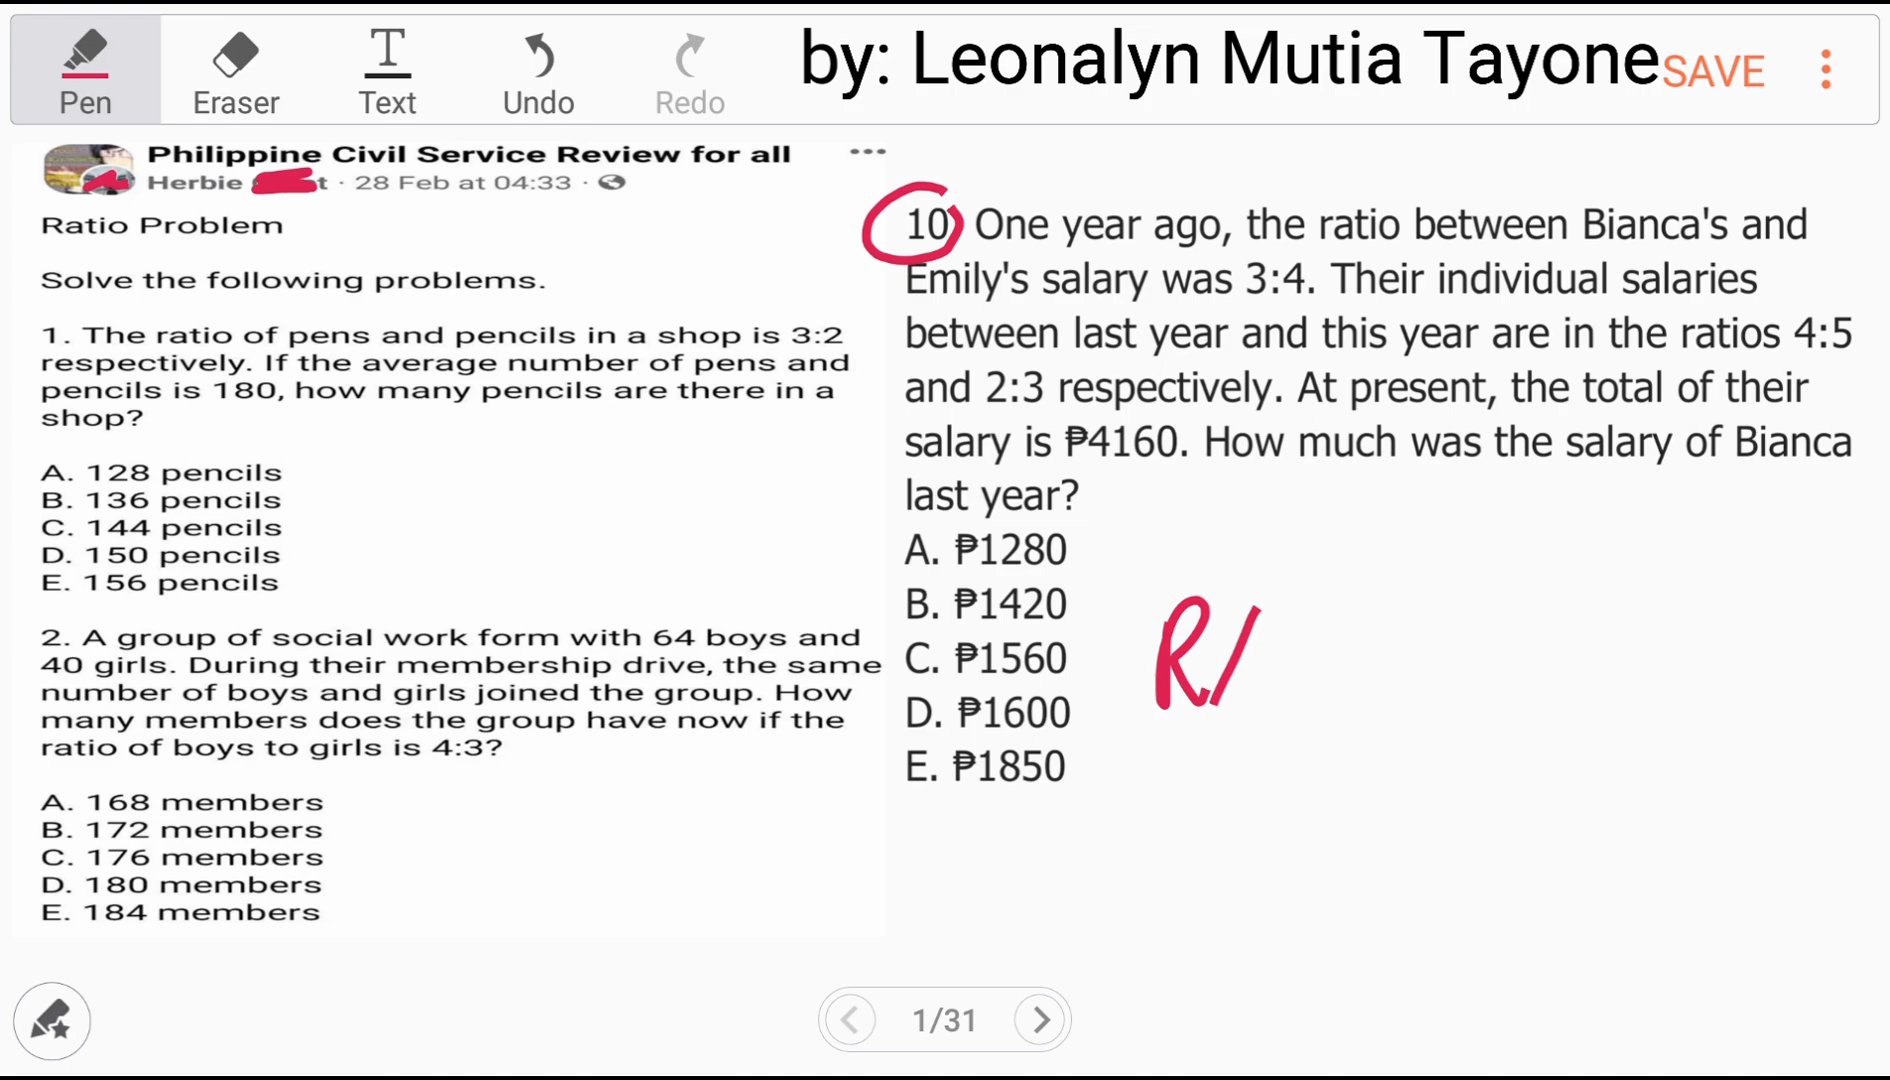 Pen
Eraser
Text
Undo
Redo
by: Leonalyn Mutia Tayone
SAVE
Philippine Civil Service Review for all
Herbie t · 28 Feb at 04:33 ·
Ratio Problem
Solve the following problems.
1. The ratio of pens and pencils in a shop is 3:2
respectively. If the average number of pens and
pencils is 180, how many pencils are there in a
shop?
A. 128 pencils
B. 136 pencils
C. 144 pencils
D. 150 pencils
E. 156 pencils
2. A group of social work form with 64 boys and
40 girls. During their membership drive, the same
number of boys and girls joined the group. How
many members does the group have now if the
ratio of boys to girls is 4:3?
A. 168 members
B. 172 members
C. 176 members
D. 180 members
E. 184 members
10) One year ago, the ratio between Bianca's and
Emily's salary was 3:4. Their individual salaries
between last year and this year are in the ratios 4:5
and 2:3 respectively. At present, the total of their
salary is ₱4160. How much was the salary of Bianca
last year?
A. ₱1280
B. ₱1420
C. ₱1560
D. ₱1600
E. ₱1850
R/
1/31